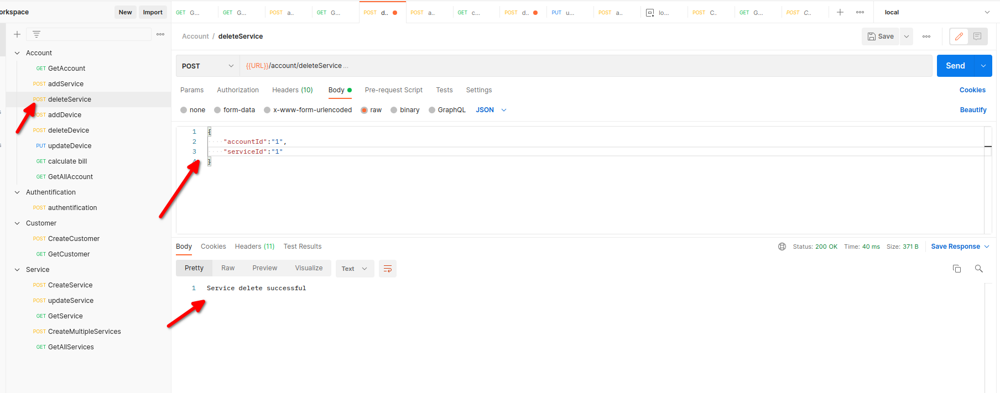 orkspace
New
Import
GET G...
GET G...
POST a..
GET G...
POST d..
POST a..
GET c...
POST d..
PUT u...
POST a..
lo...
POST C..
GET G...
POST C..
local
Account / deleteService
Save
POST
{{URL}}/account/deleteService ...
Send
Params
Authorization
Headers (10)
Body
Pre-request Script
Tests
Settings
Cookies
none
form-data
x-www-form-urlencoded
raw
binary
GraphQL
JSON
Beautify
1 {
2 "accountId":"1",
3 "serviceId":"1"
4 }
Account
GET GetAccount
POST addService
POST deleteService
POST addDevice
POST deleteDevice
PUT updateDevice
GET calculate bill
GET GetAllAccount
Authentification
POST authentification
Customer
POST CreateCustomer
GET GetCustomer
Service
POST CreateService
POST updateService
GET GetService
POST CreateMultipleServices
GET GetAllServices
Body
Cookies
Headers (11)
Test Results
Status: 200 OK
Time: 40 ms
Size: 371 B
Save Response
Pretty
Raw
Preview
Visualize
Text
1 Service delete successful